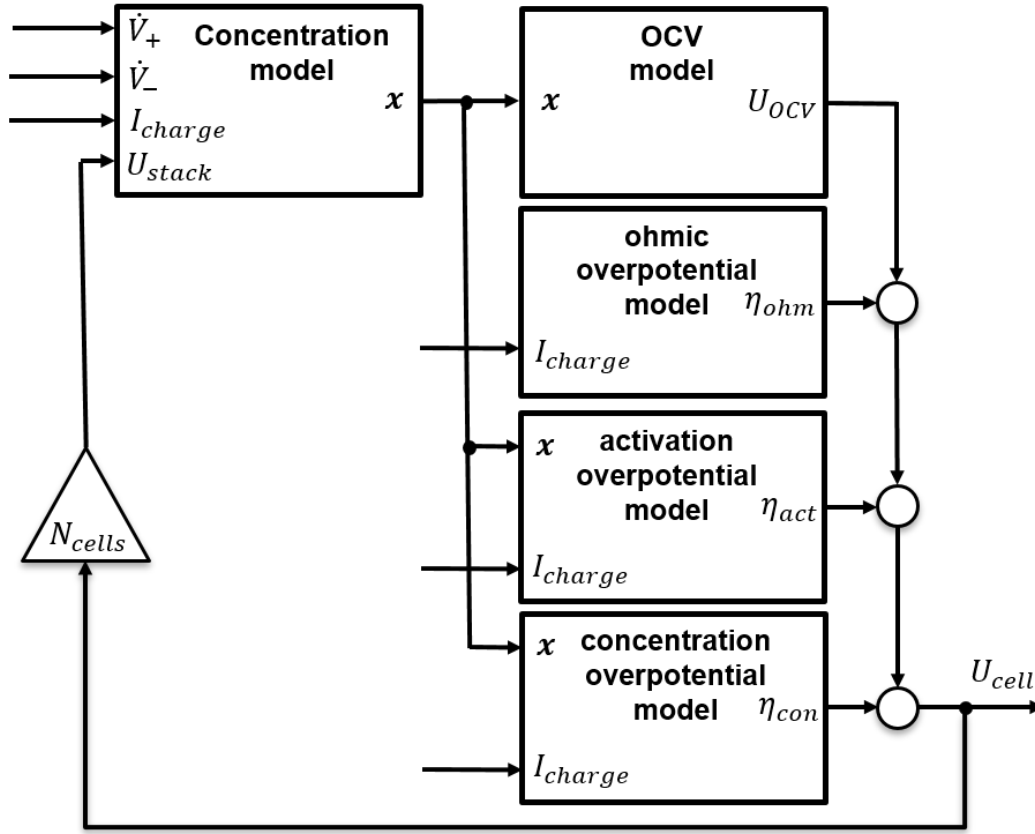 V̇₊
Concentration
model
V̇₋
x
I_charge
U_stack
OCV
model
x
U_OCV
ohmic
overpotential
model
η_ohm
I_charge
activation
x
overpotential
model
η_act
I_charge
N_cells
concentration
x
overpotential
model
η_con
I_charge
U_cell